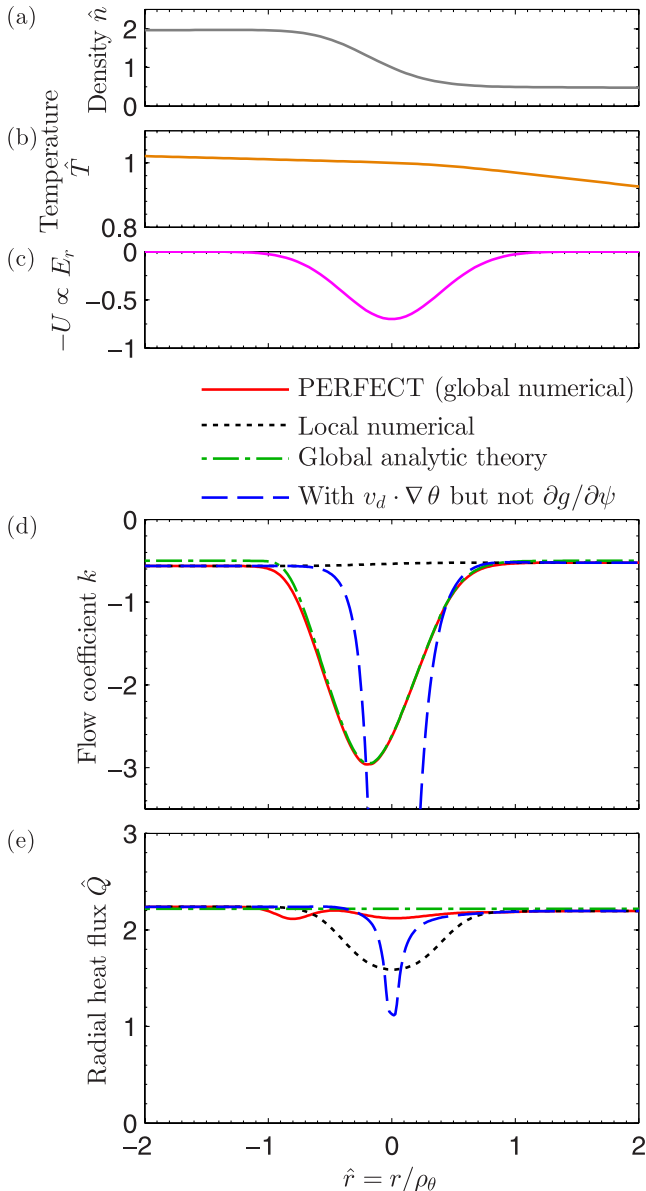 (a)
Density n̂
2
1
0
(b)
Temperature
T̂
1
0.8
(c)
−U ∝ E_r
0
−0.5
−1
PERFECT (global numerical)
Local numerical
Global analytic theory
With v_d · ∇θ but not ∂g/∂ψ
(d)
Flow coefficient k
0
−1
−2
−3
(e)
Radial heat flux Q̂
3
2
1
0
−2 −1 0 1 2
r̂ = r/ρ_θ